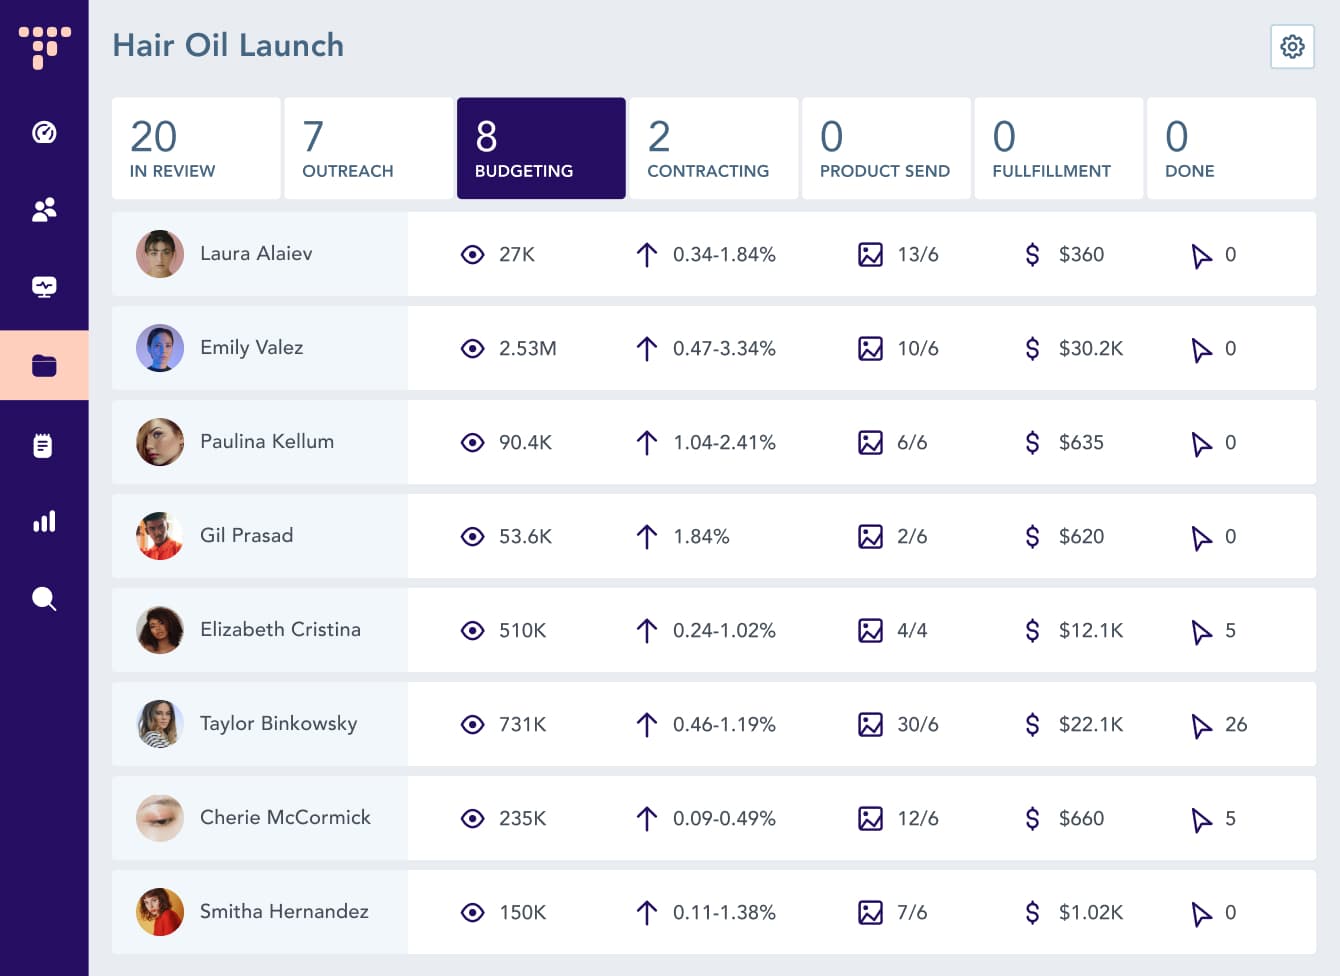 Hair Oil Launch
20
IN REVIEW
7
OUTREACH
8
BUDGETING
2
CONTRACTING
0
PRODUCT SEND
0
FULLFILLMENT
0
DONE
Laura Alaiev 27K 0.34-1.84% 13/6 $ $360 0
Emily Valez 2.53M 0.47-3.34% 10/6 $ $30.2K 0
Paulina Kellum 90.4K 1.04-2.41% 6/6 $ $635 0
Gil Prasad 53.6K 1.84% 2/6 $ $620 0
Elizabeth Cristina 510K 0.24-1.02% 4/4 $ $12.1K 5
Taylor Binkowsky 731K 0.46-1.19% 30/6 $ $22.1K 26
Cherie McCormick 235K 0.09-0.49% 12/6 $ $660 5
Smitha Hernandez 150K 0.11-1.38% 7/6 $ $1.02K 0